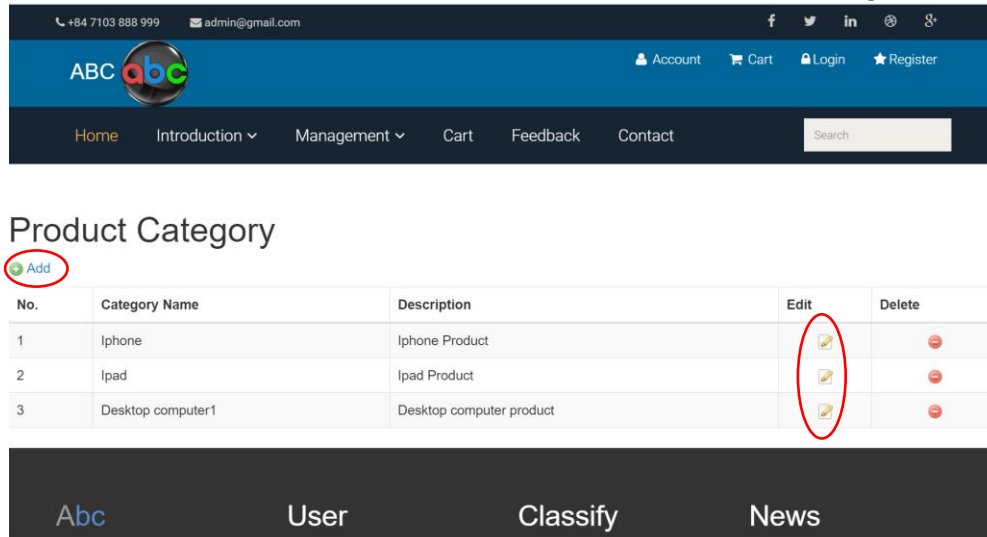 +84 7103 888 999 admin@gmail.com
ABC abc Account Cart Login Register
Home Introduction Management Cart Feedback Contact Search
Product Category
Add
No. Category Name Description Edit Delete
1 Iphone Iphone Product
2 Ipad Ipad Product
3 Desktop computer1 Desktop computer product
Abc User Classify News